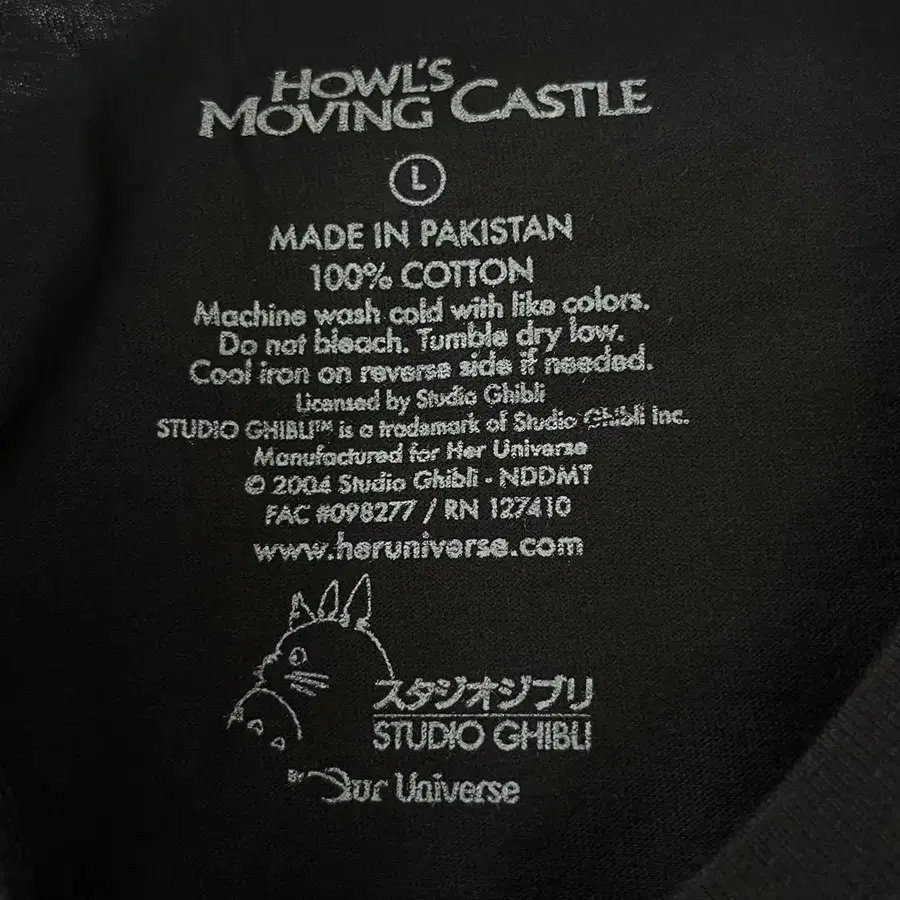 HOWL'S
MOVING CASTLE
L
MADE IN PAKISTAN
100% COTTON
Machine wash cold with like colors.
Do not bleach. Tumble dry low.
Cool iron on reverse side if needed.
Licensed by Studio Ghibli
STUDIO GHIBLI™ is a trademark of Studio Ghibli Inc.
Manufactured for Her Universe
© 2004 Studio Ghibli - NDDMT
FAC #098277 / RN 127410
www.heruniverse.com
スタジオジブリ
STUDIO GHIBLI
BY Her Universe